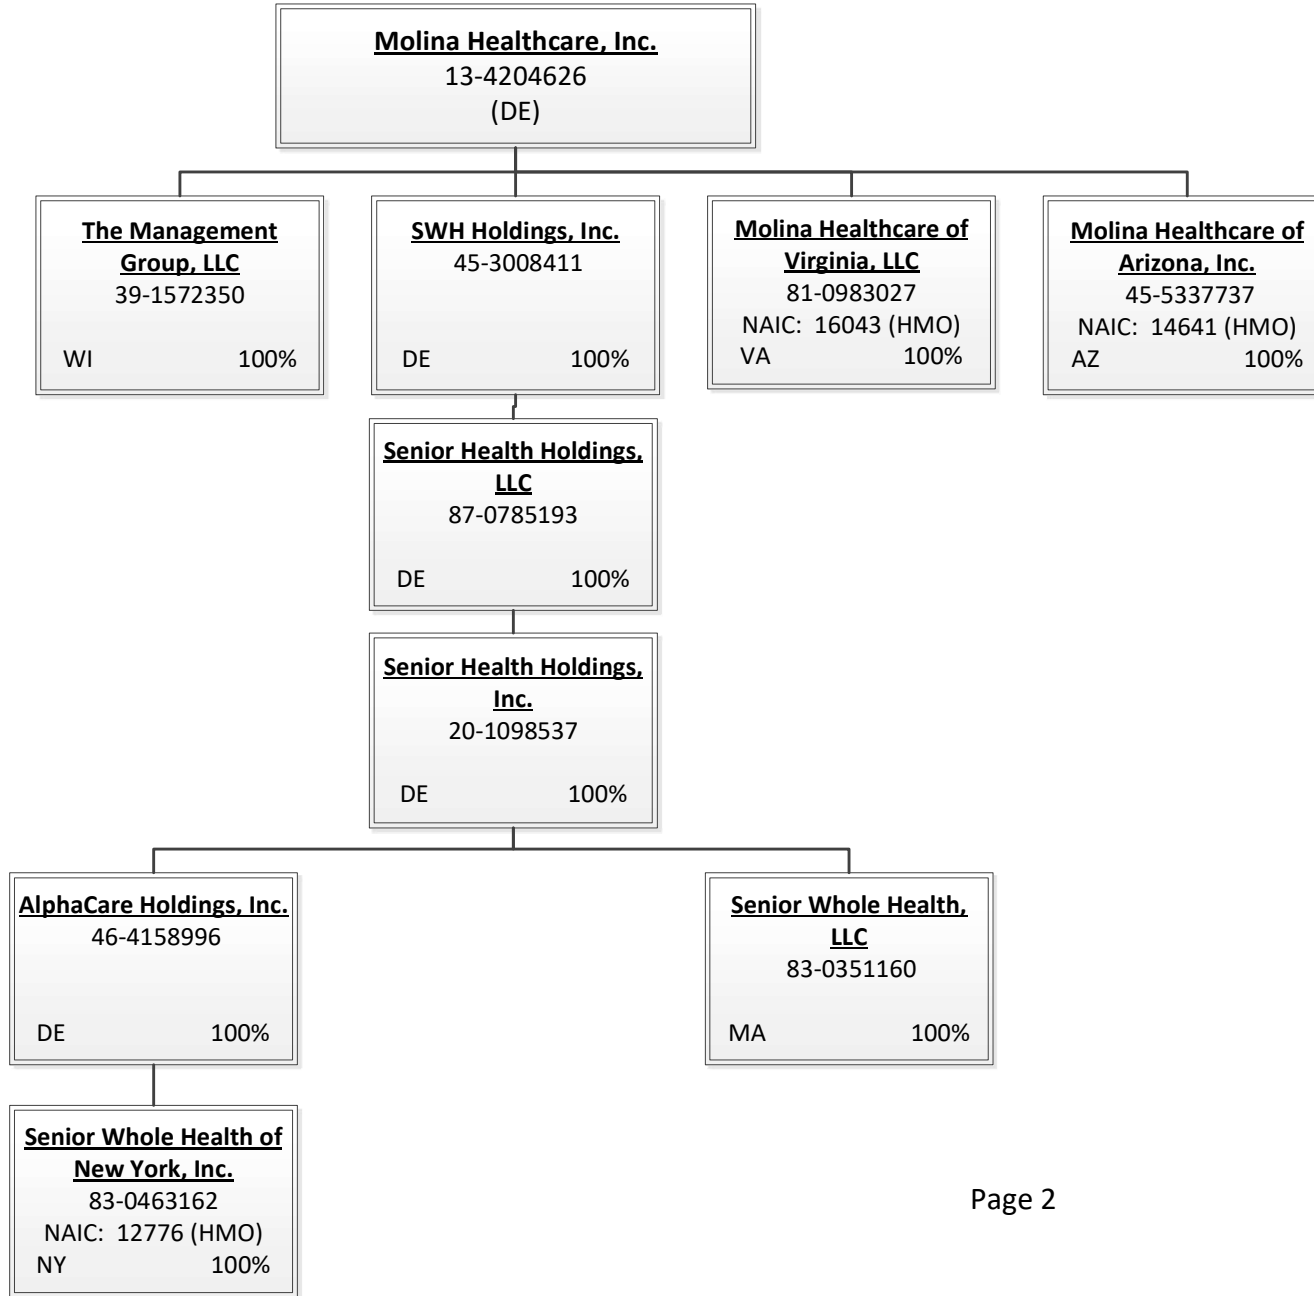 Molina Healthcare, Inc.
13-4204626
(DE)
The Management
Group, LLC
39-1572350
WI 100%
SWH Holdings, Inc.
45-3008411
DE 100%
Molina Healthcare of
Virginia, LLC
81-0983027
NAIC: 16043 (HMO)
VA 100%
Molina Healthcare of
Arizona, Inc.
45-5337737
NAIC: 14641 (HMO)
AZ 100%
Senior Health Holdings,
LLC
87-0785193
DE 100%
Senior Health Holdings,
Inc.
20-1098537
DE 100%
AlphaCare Holdings, Inc.
46-4158996
DE 100%
Senior Whole Health,
LLC
83-0351160
MA 100%
Senior Whole Health of
New York, Inc.
83-0463162
NAIC: 12776 (HMO)
NY 100%
Page 2